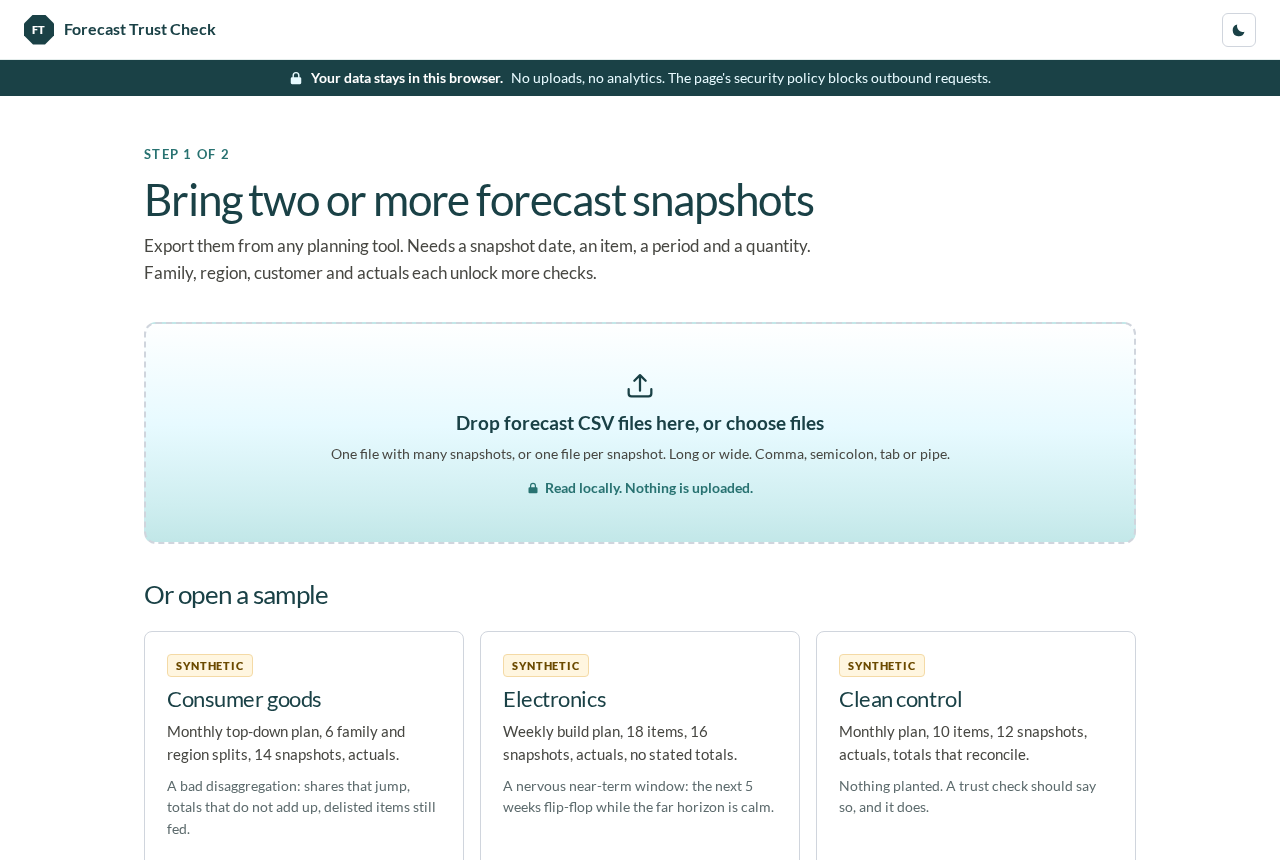 FT
Forecast Trust Check
Your data stays in this browser. No uploads, no analytics. The page's security policy blocks outbound requests.
STEP 1 OF 2
Bring two or more forecast snapshots
Export them from any planning tool. Needs a snapshot date, an item, a period and a quantity.
Family, region, customer and actuals each unlock more checks.
Drop forecast CSV files here, or choose files
One file with many snapshots, or one file per snapshot. Long or wide. Comma, semicolon, tab or pipe.
Read locally. Nothing is uploaded.
Or open a sample
SYNTHETIC
Consumer goods
Monthly top-down plan, 6 family and
region splits, 14 snapshots, actuals.
A bad disaggregation: shares that jump,
totals that do not add up, delisted items still
fed.
SYNTHETIC
Electronics
Weekly build plan, 18 items, 16
snapshots, actuals, no stated totals.
A nervous near-term window: the next 5
weeks flip-flop while the far horizon is calm.
SYNTHETIC
Clean control
Monthly plan, 10 items, 12 snapshots,
actuals, totals that reconcile.
Nothing planted. A trust check should say
so, and it does.